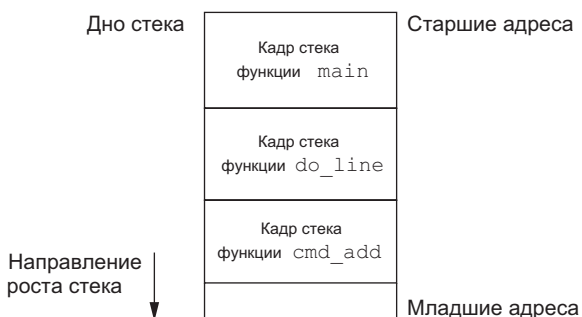 Дно стека
Старшие адреса
Кадр стека
функции main
Кадр стека
функции do_line
Кадр стека
функции cmd_add
Направление
роста стека
Младшие адреса